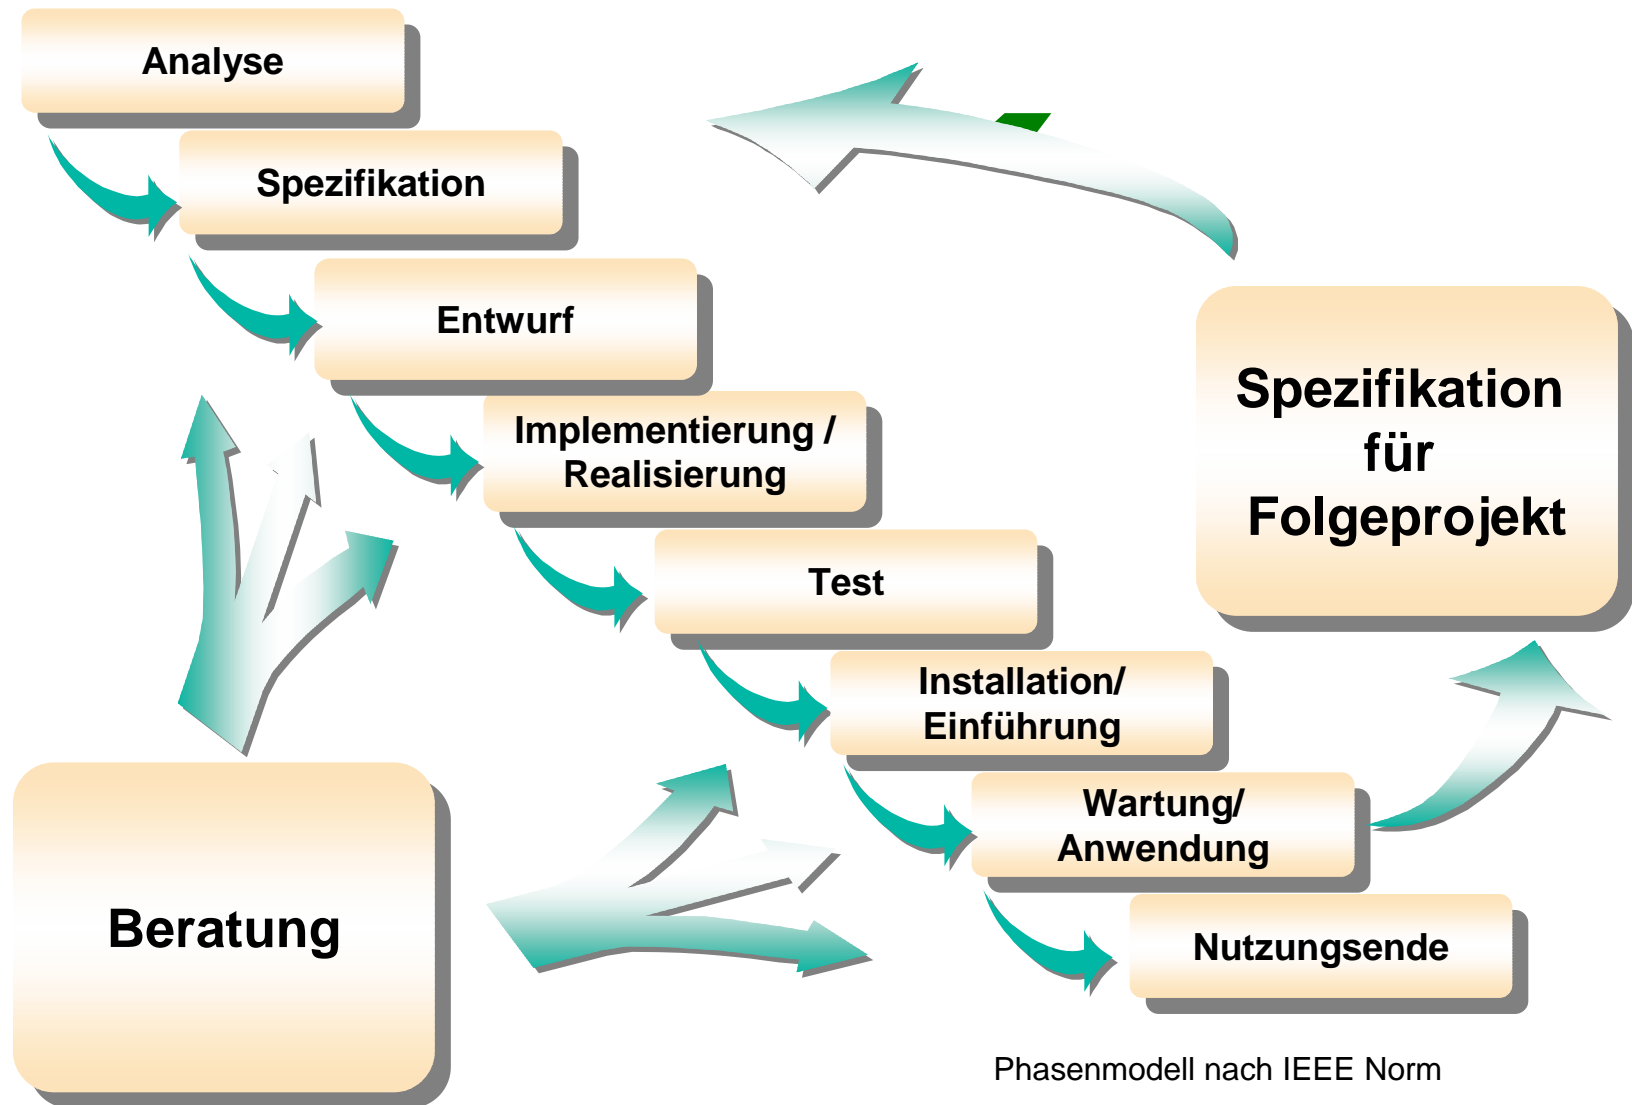 Analyse
Spezifikation
Entwurf
Implementierung /
Realisierung
Test
Installation/
Einführung
Wartung/
Anwendung
Nutzungsende
Spezifikation
für
Folgeprojekt
Beratung
Phasenmodell nach IEEE Norm